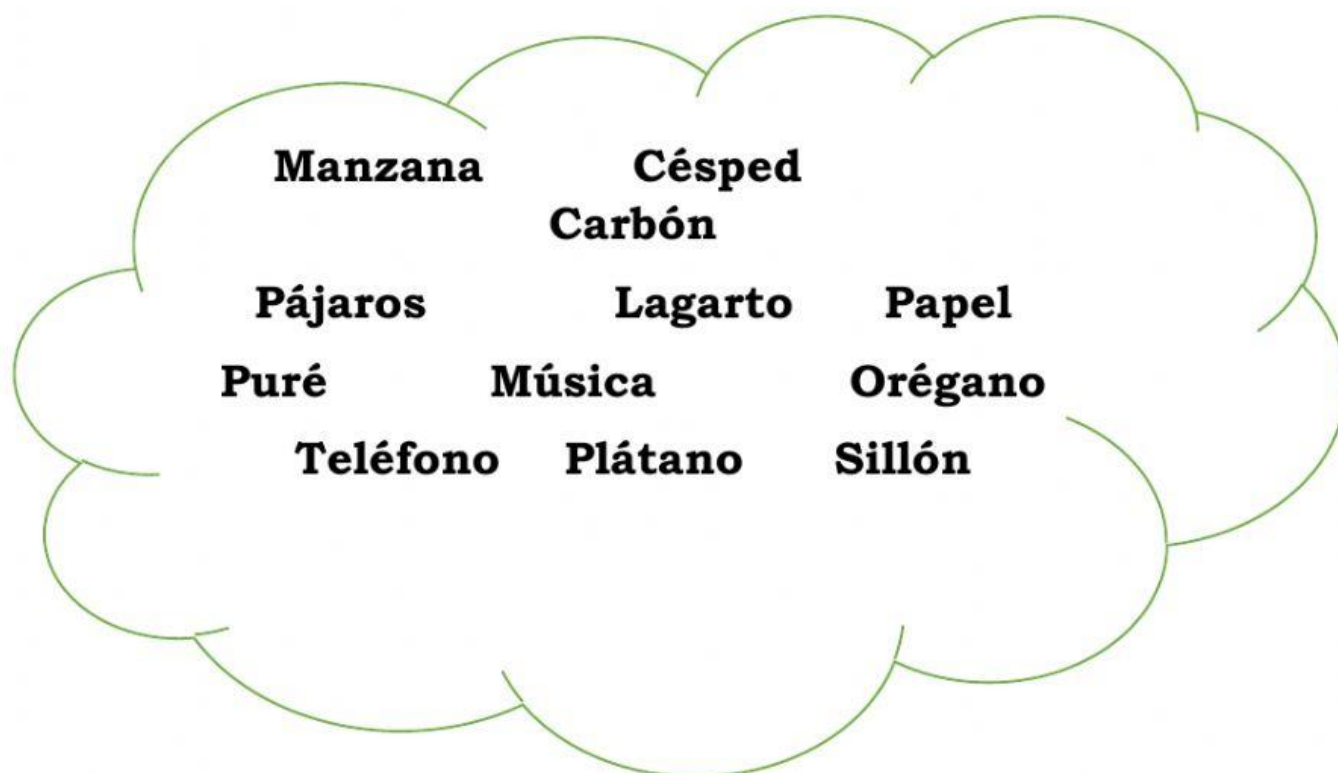 Manzana Césped
Carbón
Pájaros Lagarto Papel
Puré Música Orégano
Teléfono Plátano Sillón